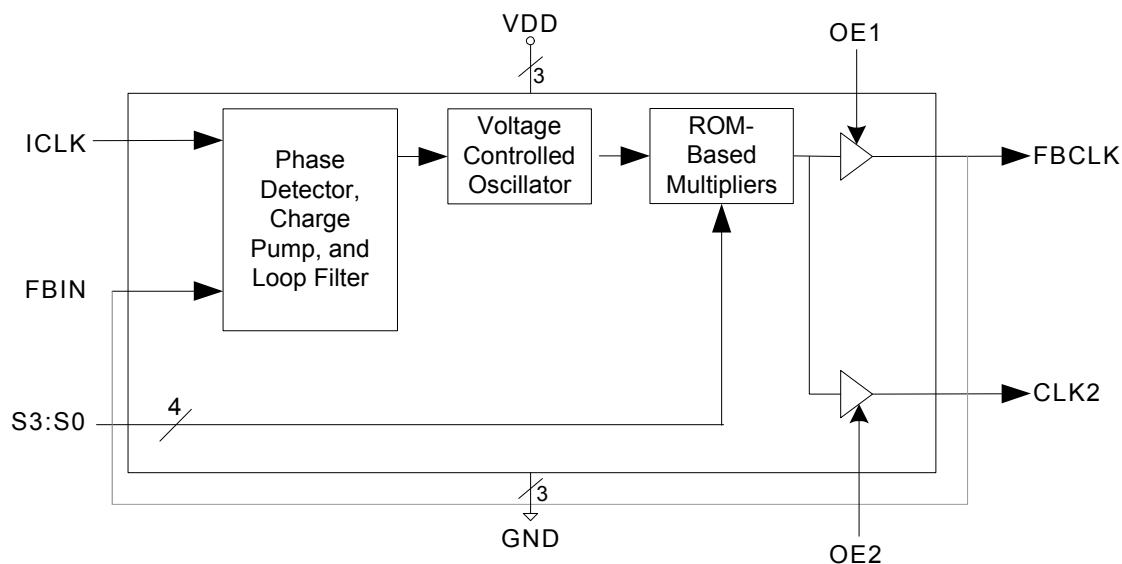 VDD
3
OE1
ICLK
Phase
Detector,
Charge
Pump, and
Loop Filter
Voltage
Controlled
Oscillator
ROM-
Based
Multipliers
FBCLK
FBIN
CLK2
S3:S0
4
3
GND
OE2